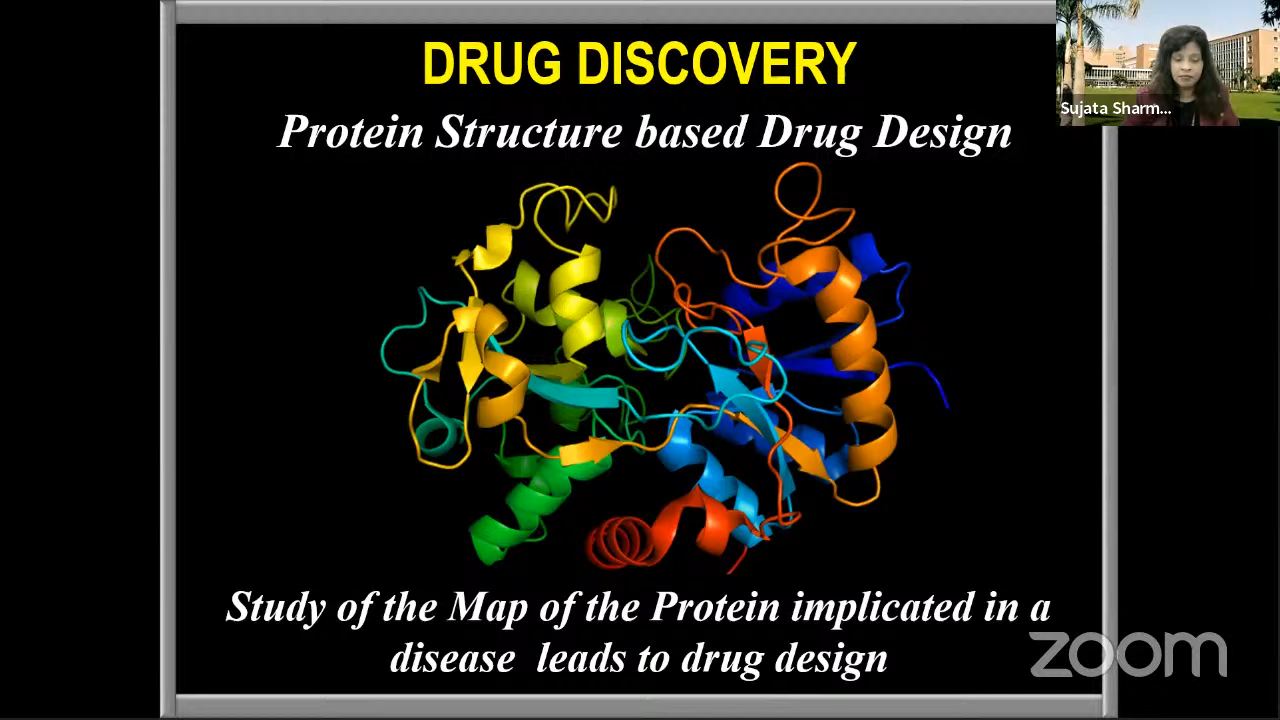 DRUG DISCOVERY
Protein Structure based Drug Design
Sujata Sharm...
Study of the Map of the Protein implicated in a
disease leads to drug design
zoom